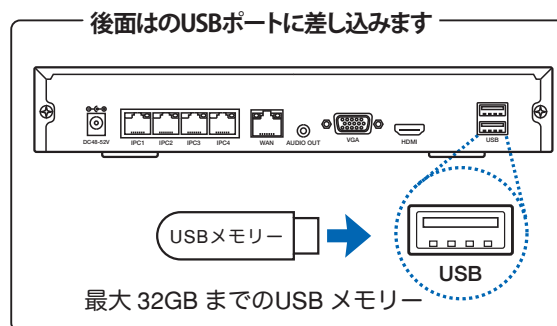 後面はのUSBポートに差し込みます
DC48-52V IPC1 IPC2 IPC3 IPC4 WAN AUDIO OUT VGA HDMI USB
USBメモリー
USB
最大 32GB までのUSB メモリー